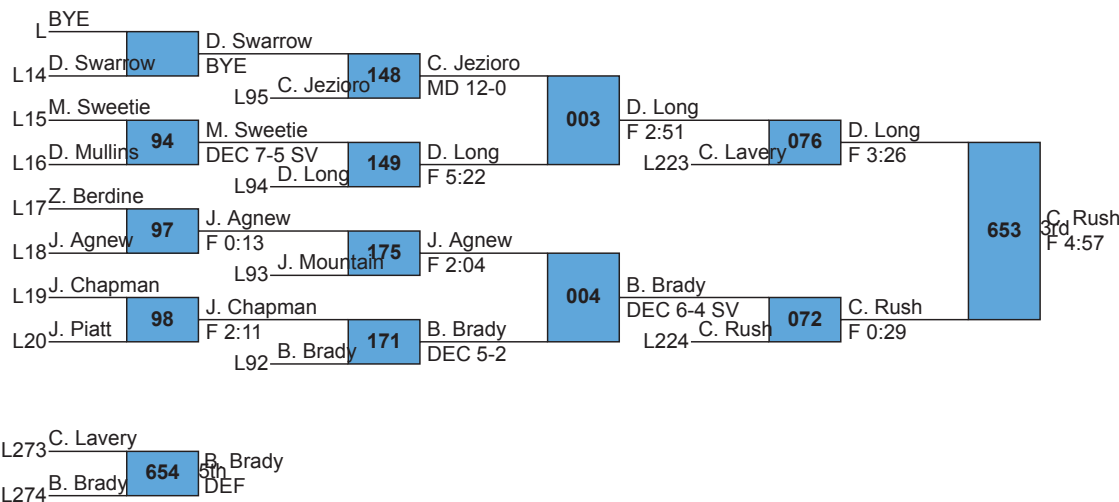 BYE
L
D. Swarrow
L14
D. Swarrow
BYE
C. Jezioro
L95
148
C. Jezioro
MD 12-0
M. Sweetie
L15
94
D. Mullins
L16
M. Sweetie
DEC 7-5 SV
D. Long
L94
149
D. Long
F 5:22
003
D. Long
F 2:51
C. Lavery
L223
076
D. Long
F 3:26
Z. Berdine
L17
97
J. Agnew
L18
J. Agnew
F 0:13
J. Mountain
L93
175
J. Agnew
F 2:04
J. Chapman
L19
98
J. Piatt
L20
J. Chapman
F 2:11
B. Brady
L92
171
B. Brady
DEC 5-2
004
B. Brady
DEC 6-4 SV
C. Rush
L224
072
C. Rush
F 0:29
653
C. Rush
3rd
F 4:57
C. Lavery
L273
654
B. Brady
L274
B. Brady
5th
DEF